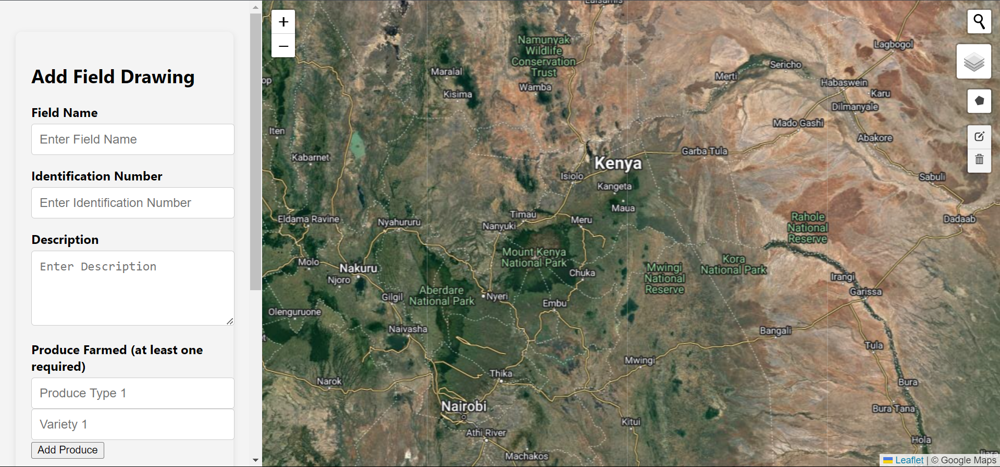 Add Field Drawing
Field Name
Enter Field Name
Identification Number
Enter Identification Number
Description
Enter Description
Produce Farmed (at least one
required)
Produce Type 1
Variety 1
Add Produce
+
−
Laisamis
Namunyak
Wildlife
Conservation
Trust
Lagbogol
Maralal
Sericho
Merti
Habaswein
Wamba
Kisima
Karu
Dilmanyale
Mado Gashi
Iten
Abakore
Kabarnet
Garba Tula
Kenya
Isiolo
Sabuli
Kangeta
Maua
Timau
Eldama Ravine
Nyahururu
Nanyuki
Meru
Rahole
National
Reserve
Dadaab
Mount Kenya
National Park
Kora
National Park
Molo
Nakuru
Mwingi
National
Reserve
Chuka
Njoro
Irangi
Aberdare
National Park
Garissa
Gilgil
Nyeri
Embu
Olenguruone
Naivasha
Bangali
Tula
Mwingi
Thika
Narok
Bura
Nairobi
Bura Tana
Kitui
Athi River
Hola
Machakos
Leaflet | © Google Maps